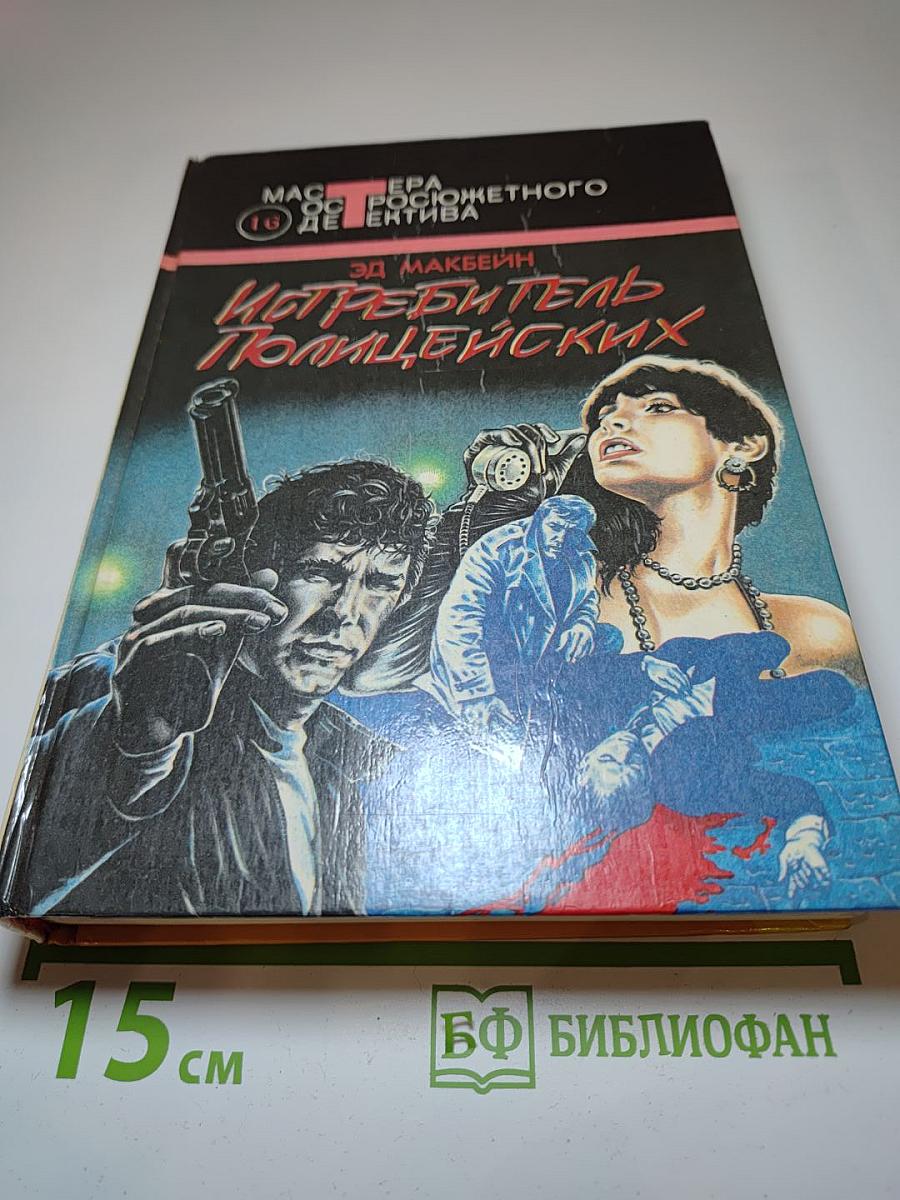 МАСТЕРА
ОСТРОСЮЖЕТНОГО
16 ДЕТЕКТИВА
ЭД МАКБЕЙН
ИСТРЕБИТЕЛЬ
ПОЛИЦЕЙСКИХ
15 см
БФ БИБЛИОФАН